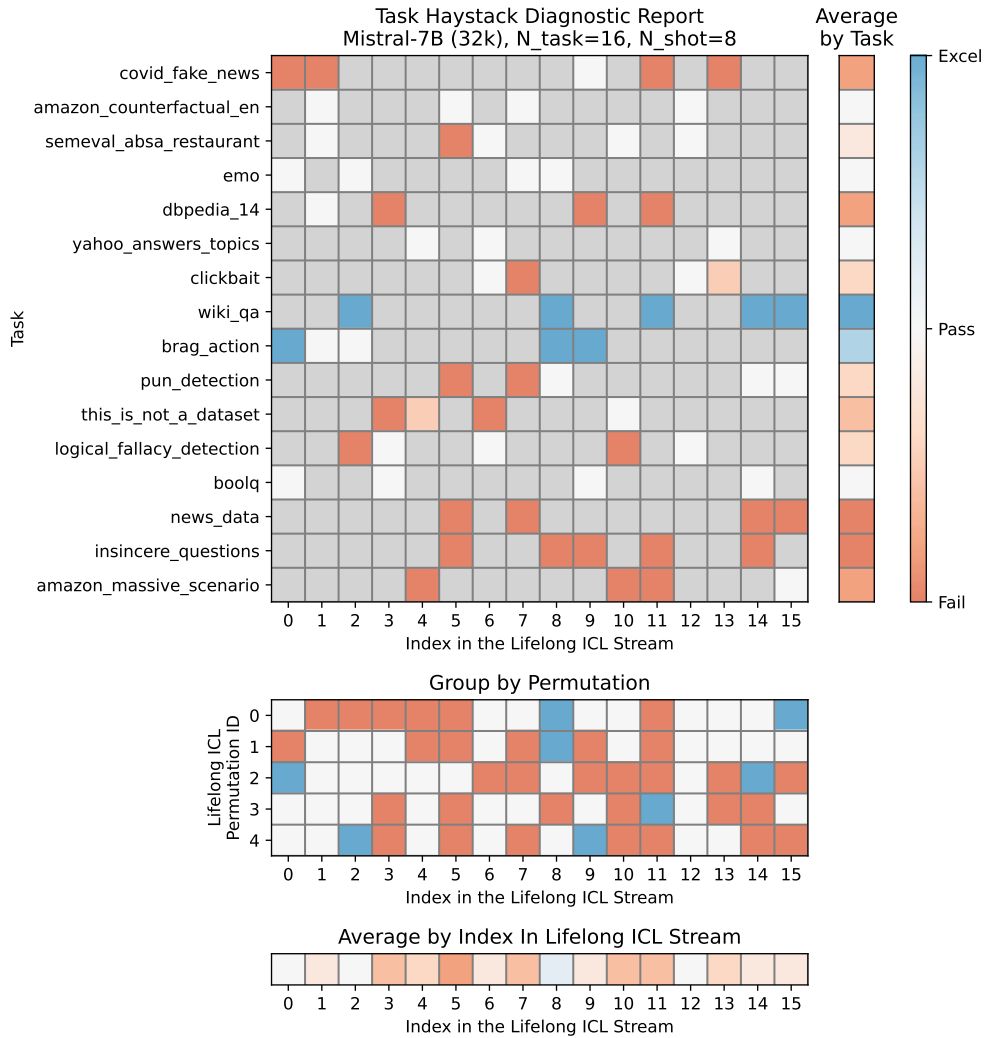 Task Haystack Diagnostic Report
Mistral-7B (32k), N_task=16, N_shot=8
Average
by Task
Task
covid_fake_news
amazon_counterfactual_en
semeval_absa_restaurant
emo
dbpedia_14
yahoo_answers_topics
clickbait
wiki_qa
brag_action
pun_detection
this_is_not_a_dataset
logical_fallacy_detection
boolq
news_data
insincere_questions
amazon_massive_scenario
0 1 2 3 4 5 6 7 8 9 10 11 12 13 14 15
Index in the Lifelong ICL Stream
Excel
Pass
Fail
Group by Permutation
Lifelong ICL
Permutation ID
0
1
2
3
4
0 1 2 3 4 5 6 7 8 9 10 11 12 13 14 15
Index in the Lifelong ICL Stream
Average by Index In Lifelong ICL Stream
0 1 2 3 4 5 6 7 8 9 10 11 12 13 14 15
Index in the Lifelong ICL Stream